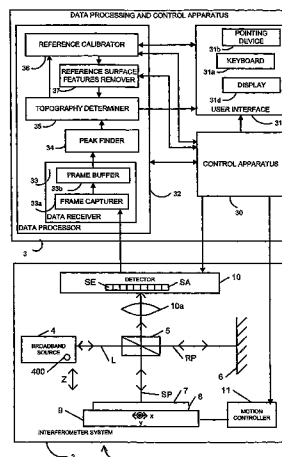 DATA PROCESSING AND CONTROL APPARATUS
REFERENCE CALIBRATOR
36
REFERENCE SURFACE
FEATURES REMOVER
37
TOPOGRAPHY DETERMINER
35
PEAK FINDER
34
33
FRAME BUFFER
33b
33a
FRAME CAPTURER
DATA RECEIVER
DATA PROCESSOR
32
3
POINTING
DEVICE
31b
KEYBOARD
31a
DISPLAY
31d
USER INTERFACE
31
CONTROL APPARATUS
30
DETECTOR
SE
SA
10
10a
4
BROADBAND
SOURCE
400
L
5
RP
6
Z
SP
7
8
x
y
9
11
MOTION
CONTROLLER
INTERFEROMETER SYSTEM
2